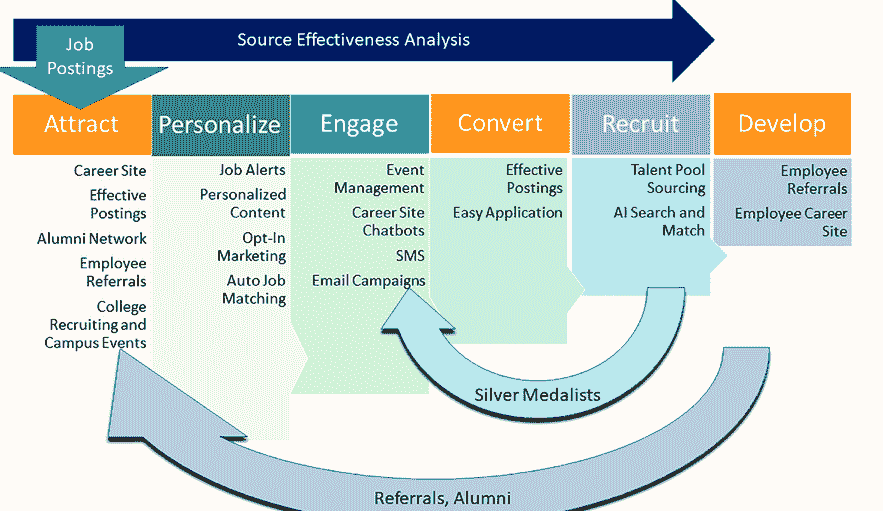 Source Effectiveness Analysis
Job
Postings
Attract
Personalize
Engage
Convert
Recruit
Develop
Career Site
Effective
Postings
Alumni Network
Employee
Referrals
College
Recruiting and
Campus Events
Job Alerts
Personalized
Content
Opt-In
Marketing
Auto Job
Matching
Event
Management
Career Site
Chatbots
SMS
Email Campaigns
Effective
Postings
Easy Application
Talent Pool
Sourcing
AI Search and
Match
Employee
Referrals
Employee Career
Site
Silver Medalists
Referrals, Alumni